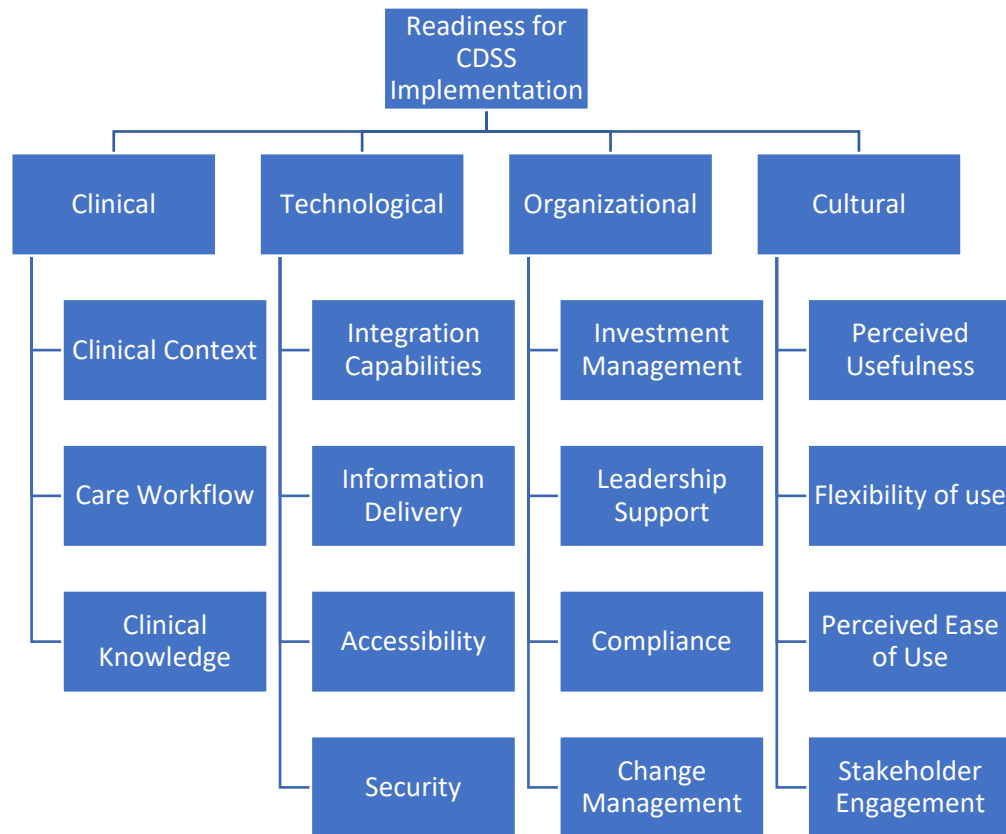 Readiness for
CDSS
Implementation
Clinical
Technological
Organizational
Cultural
Clinical Context
Care Workflow
Clinical
Knowledge
Integration
Capabilities
Information
Delivery
Accessibility
Security
Investment
Management
Leadership
Support
Compliance
Change
Management
Perceived
Usefulness
Flexibility of use
Perceived Ease
of Use
Stakeholder
Engagement